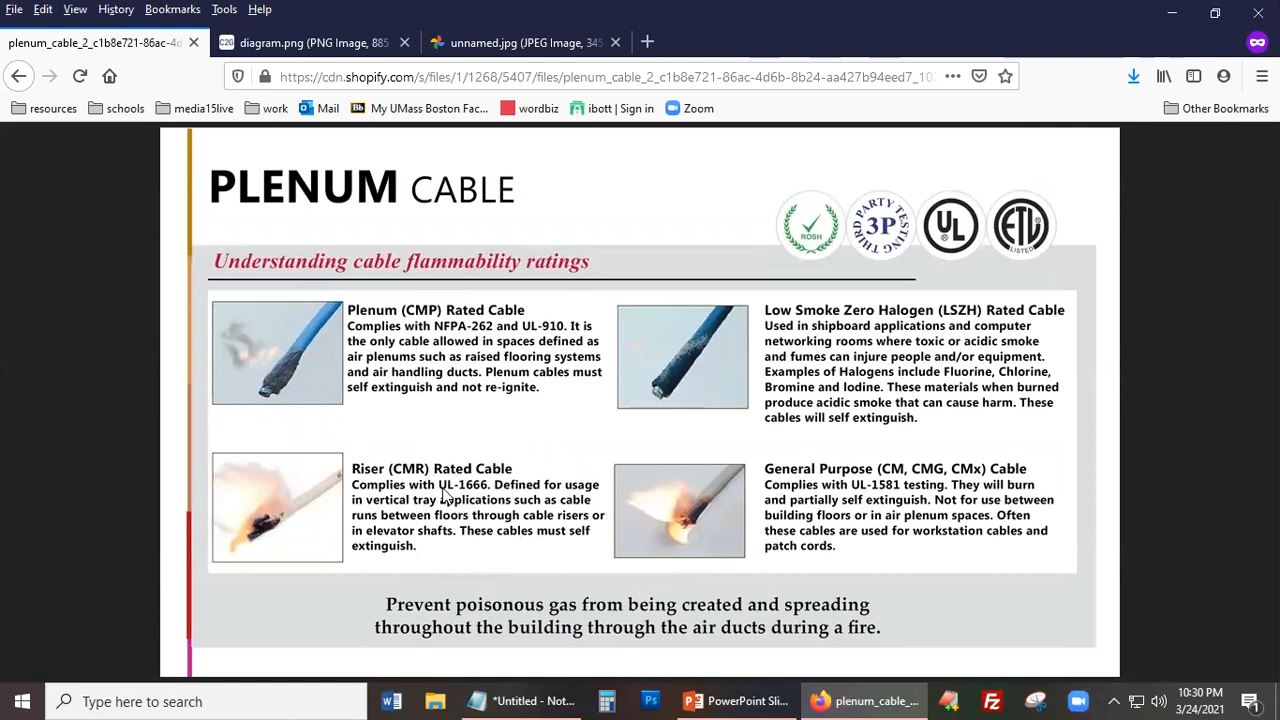 File Edit View History Bookmarks Tools Help
plenum_cable_2_c1b8e721-86ac-4d
diagram.png (PNG Image, 885
unnamed.jpg (JPEG Image, 345
https://cdn.shopify.com/s/files/1/1268/5407/files/plenum_cable_2_c1b8e721-86ac-4d6b-8b24-aa427b94eed7_10
resources schools media15live work Mail My UMass Boston Fac... wordbiz ibott | Sign in Zoom Other Bookmarks
PLENUM CABLE
ROSH
THIRD PARTY TESTING 3P
UL
ETL LISTED
Understanding cable flammability ratings
Plenum (CMP) Rated Cable
Complies with NFPA-262 and UL-910. It is
the only cable allowed in spaces defined as
air plenums such as raised flooring systems
and air handling ducts. Plenum cables must
self extinguish and not re-ignite.
Low Smoke Zero Halogen (LSZH) Rated Cable
Used in shipboard applications and computer
networking rooms where toxic or acidic smoke
and fumes can injure people and/or equipment.
Examples of Halogens include Fluorine, Chlorine,
Bromine and Iodine. These materials when burned
produce acidic smoke that can cause harm. These
cables will self extinguish.
Riser (CMR) Rated Cable
Complies with UL-1666. Defined for usage
in vertical tray applications such as cable
runs between floors through cable risers or
in elevator shafts. These cables must self
extinguish.
General Purpose (CM, CMG, CMx) Cable
Complies with UL-1581 testing. They will burn
and partially self extinguish. Not for use between
building floors or in air plenum spaces. Often
these cables are used for workstation cables and
patch cords.
Prevent poisonous gas from being created and spreading
throughout the building through the air ducts during a fire.
Type here to search
*Untitled - Not...
PowerPoint Sli...
plenum_cable_...
10:30 PM
3/24/2021